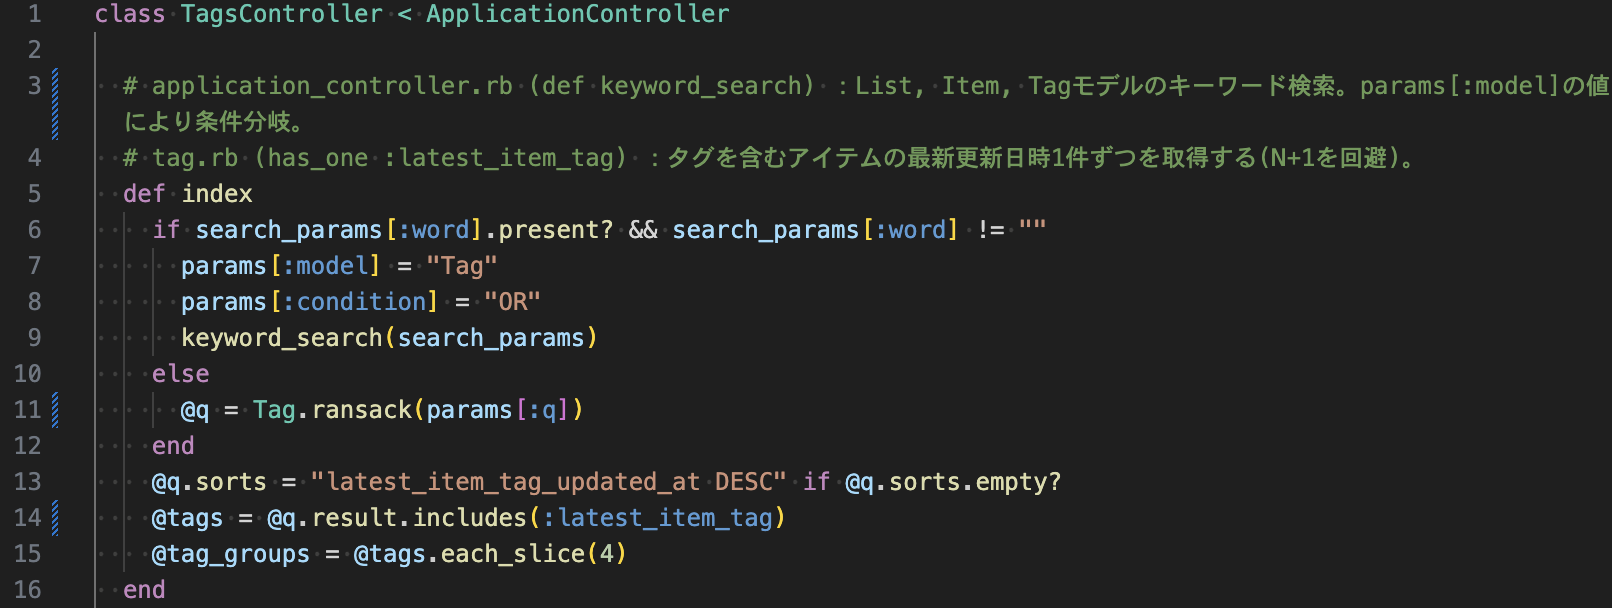 1 class TagsController < ApplicationController
2
3 # application_controller.rb (def keyword_search) ：List, Item, Tagモデルのキーワード検索。params[:model]の値
により条件分岐。
4 # tag.rb (has_one :latest_item_tag) ：タグを含むアイテムの最新更新日時1件ずつを取得する(N+1を回避)。
5 def index
6 if search_params[:word].present? && search_params[:word] != ""
7 params[:model] = "Tag"
8 params[:condition] = "OR"
9 keyword_search(search_params)
10 else
11 @q = Tag.ransack(params[:q])
12 end
13 @q.sorts = "latest_item_tag_updated_at DESC" if @q.sorts.empty?
14 @tags = @q.result.includes(:latest_item_tag)
15 @tag_groups = @tags.each_slice(4)
16 end